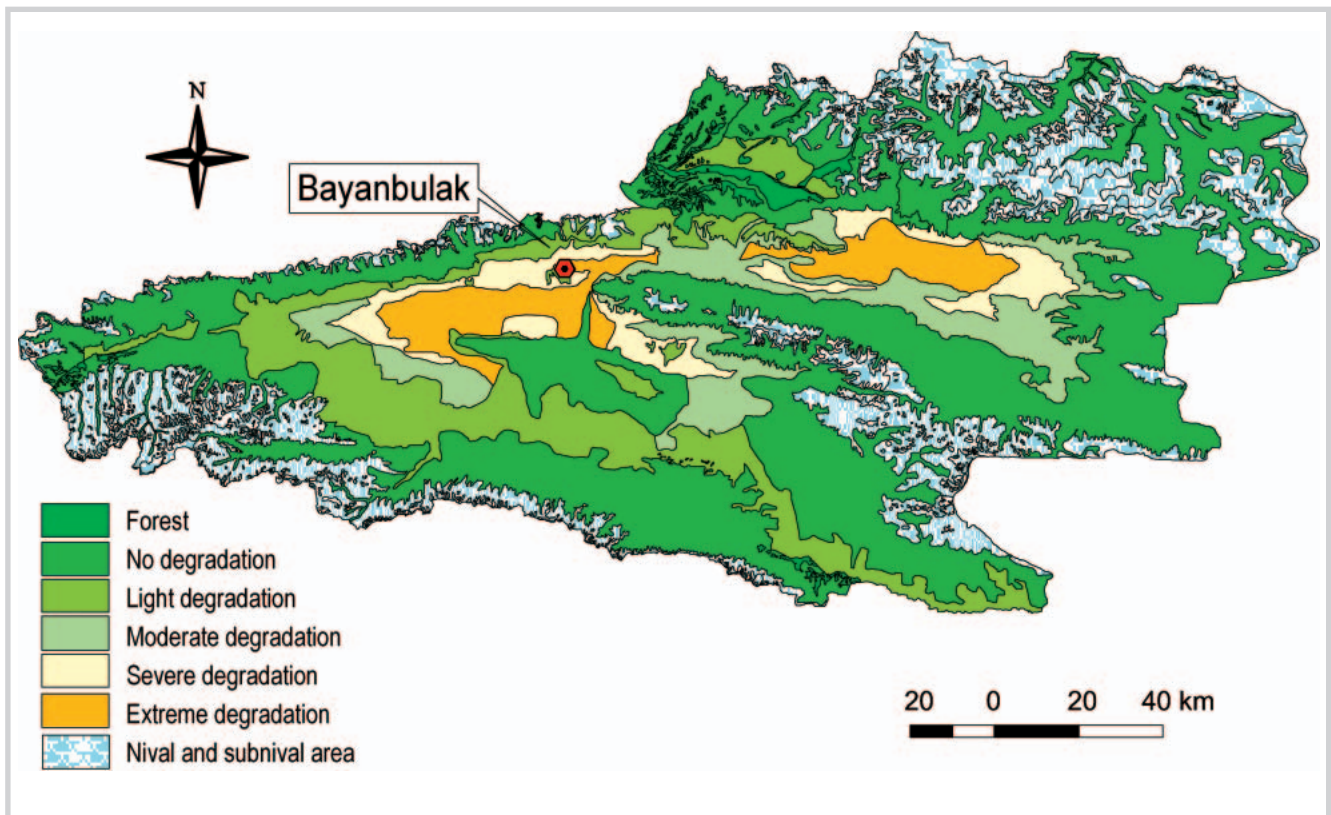 N
Bayanbulak
Forest
No degradation
Light degradation
Moderate degradation
Severe degradation
Extreme degradation
Nival and subnival area
20 0 20 40 km